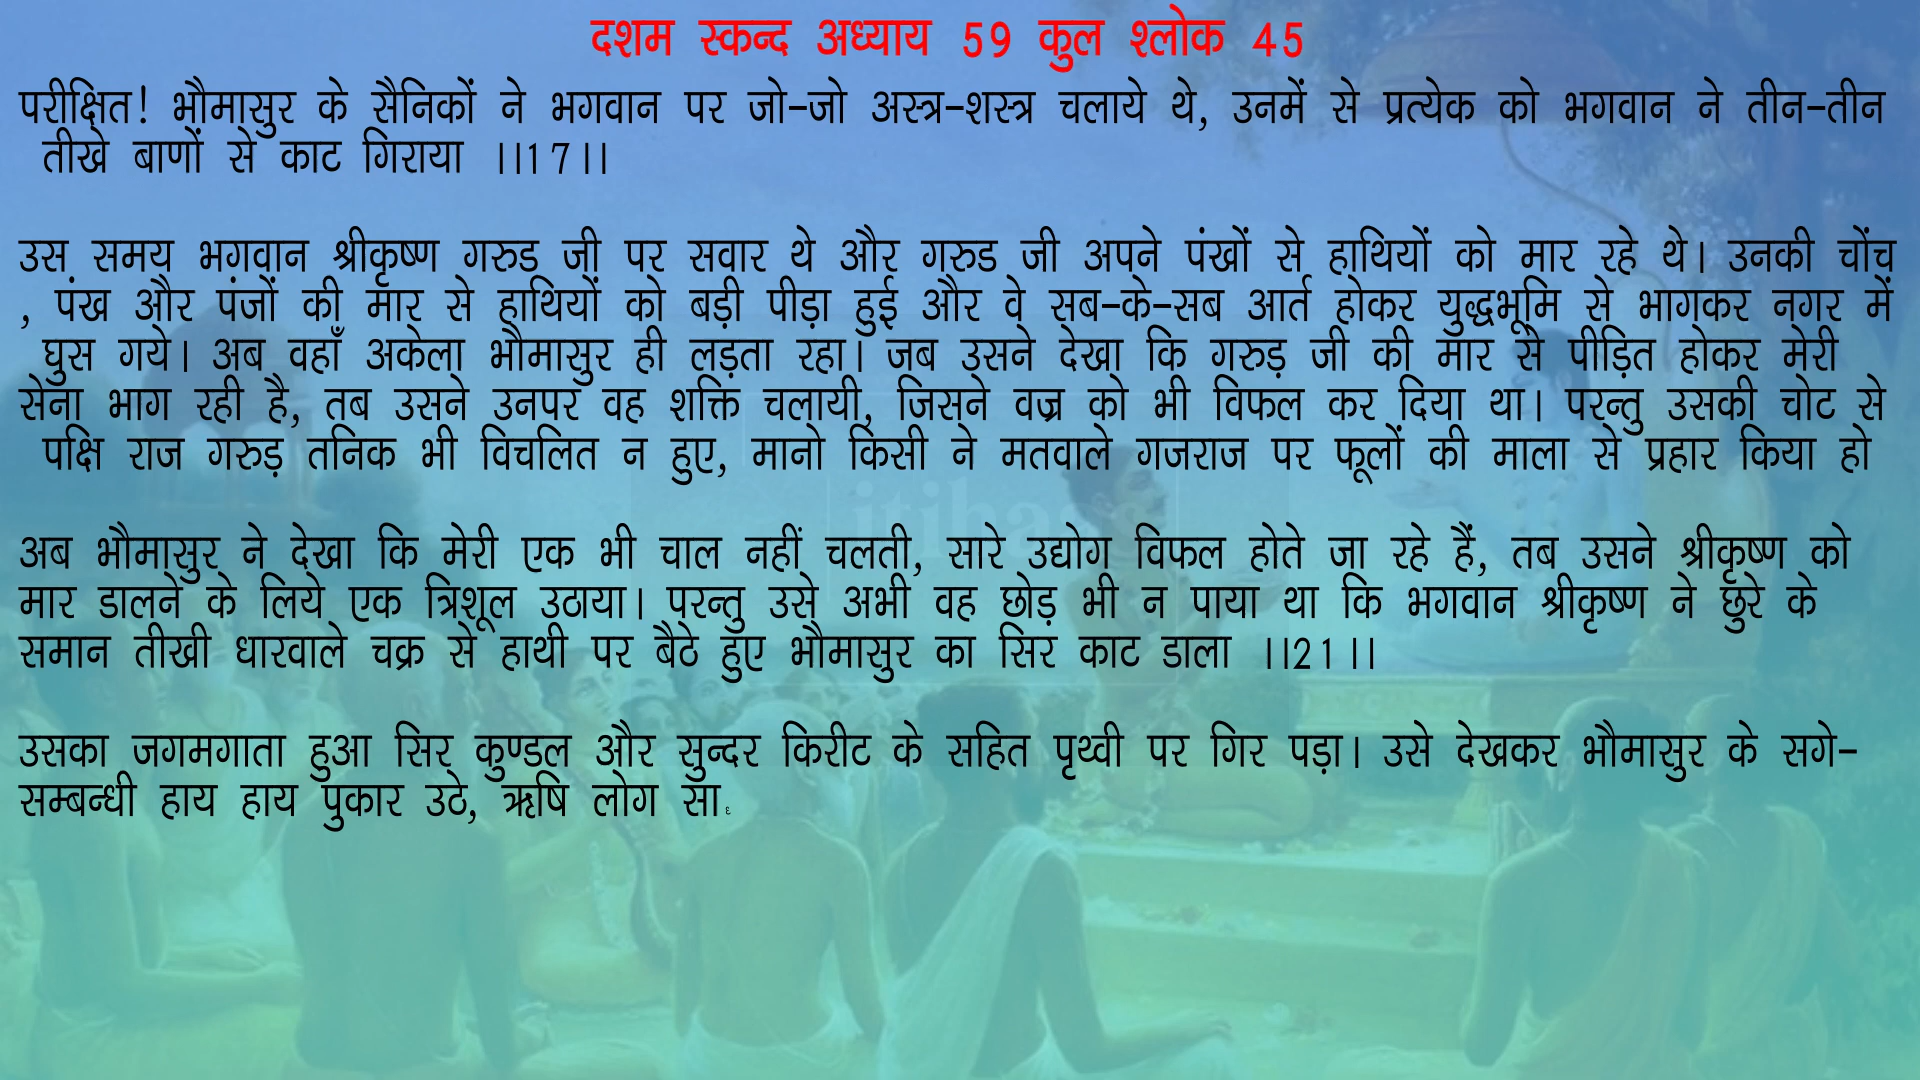 दशम स्कन्द अध्याय 59 कुल श्लोक 45
परीक्षित! भौमासुर के सैनिकों ने भगवान पर जो-जो अस्त्र-शस्त्र चलाये थे, उनमें से प्रत्येक को भगवान ने तीन-तीन
तीखे बाणों से काट गिराया ।।17।।
उस समय भगवान श्रीकृष्ण गरुड़ जी पर सवार थे और गरुड़ जी अपने पंखों से हाथियों को मार रहे थे। उनकी चोंच
, पंख और पंजों की मार से हाथियों को बड़ी पीड़ा हुई और वे सब-के-सब आर्त होकर युद्धभूमि से भागकर नगर में
घुस गये। अब वहाँ अकेला भौमासुर ही लड़ता रहा। जब उसने देखा कि गरुड़ जी की मार से पीड़ित होकर मेरी
सेना भाग रही है, तब उसने उनपर वह शक्ति चलायी, जिसने वज्र को भी विफल कर दिया था। परन्तु उसकी चोट से
पक्षि राज गरुड़ तनिक भी विचलित न हुए, मानो किसी ने मतवाले गजराज पर फूलों की माला से प्रहार किया हो
अब भौमासुर ने देखा कि मेरी एक भी चाल नहीं चलती, सारे उद्योग विफल होते जा रहे हैं, तब उसने श्रीकृष्ण को
मार डालने के लिये एक त्रिशूल उठाया। परन्तु उसे अभी वह छोड़ भी न पाया था कि भगवान श्रीकृष्ण ने छुरे के
समान तीखी धारवाले चक्र से हाथी पर बैठे हुए भौमासुर का सिर काट डाला ।।21।।
उसका जगमगाता हुआ सिर कुण्डल और सुन्दर किरीट के सहित पृथ्वी पर गिर पड़ा। उसे देखकर भौमासुर के सगे-
सम्बन्धी हाय हाय पुकार उठे, ऋषि लोग सा